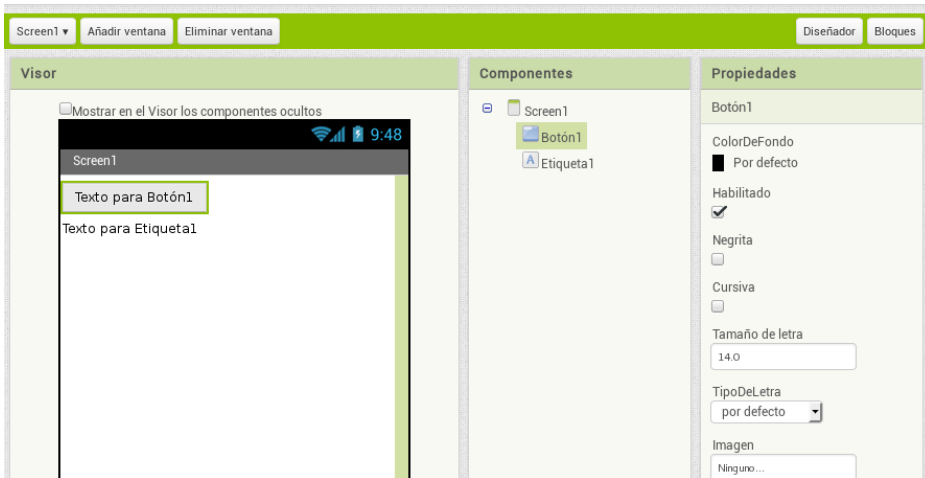 Screen1 ▾ Añadir ventana Eliminar ventana Diseñador Bloques
Visor
Mostrar en el Visor los componentes ocultos
9:48
Screen1
Texto para Botón1
Texto para Etiqueta1
Componentes
Screen1
Botón1
A Etiqueta1
Propiedades
Botón1
ColorDeFondo
Por defecto
Habilitado
Negrita
Cursiva
Tamaño de letra
14.0
TipoDeLetra
por defecto
Imagen
Ninguno...